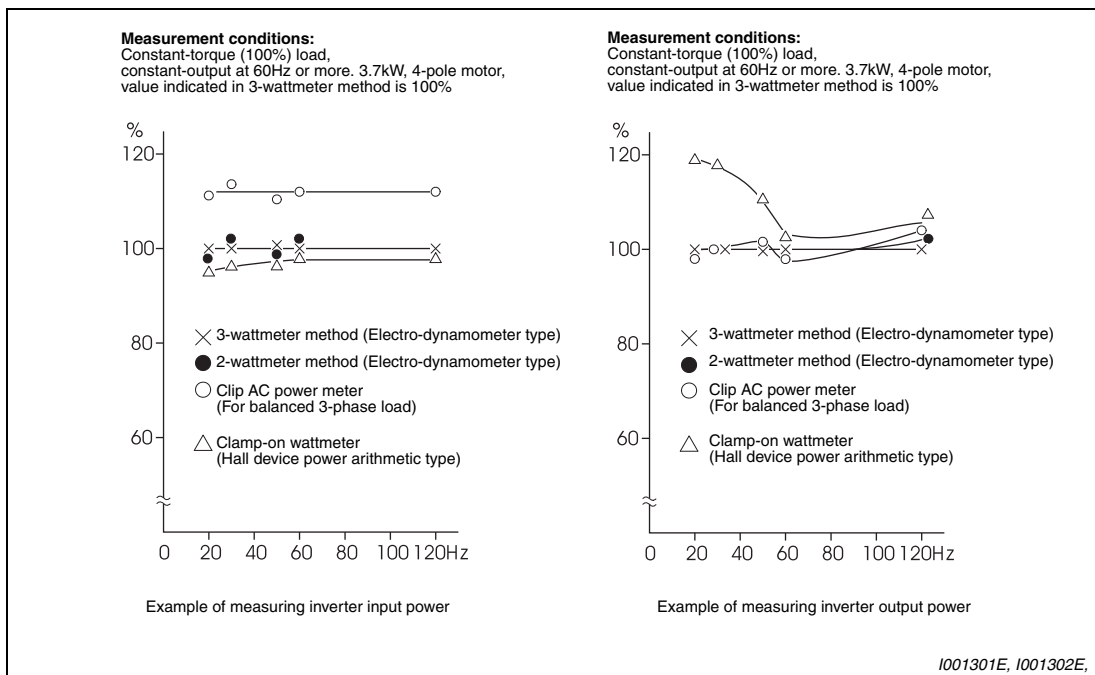 Measurement conditions:
Constant-torque (100%) load,
constant-output at 60Hz or more. 3.7kW, 4-pole motor,
value indicated in 3-wattmeter method is 100%
%
120
100
80
60
× 3-wattmeter method (Electro-dynamometer type)
● 2-wattmeter method (Electro-dynamometer type)
○ Clip AC power meter
(For balanced 3-phase load)
△ Clamp-on wattmeter
(Hall device power arithmetic type)
0 20 40 60 80 100 120Hz
Example of measuring inverter input power
Measurement conditions:
Constant-torque (100%) load,
constant-output at 60Hz or more. 3.7kW, 4-pole motor,
value indicated in 3-wattmeter method is 100%
%
120
100
80
60
× 3-wattmeter method (Electro-dynamometer type)
● 2-wattmeter method (Electro-dynamometer type)
○ Clip AC power meter
(For balanced 3-phase load)
△ Clamp-on wattmeter
(Hall device power arithmetic type)
0 20 40 60 80 100 120Hz
Example of measuring inverter output power
I001301E, I001302E,